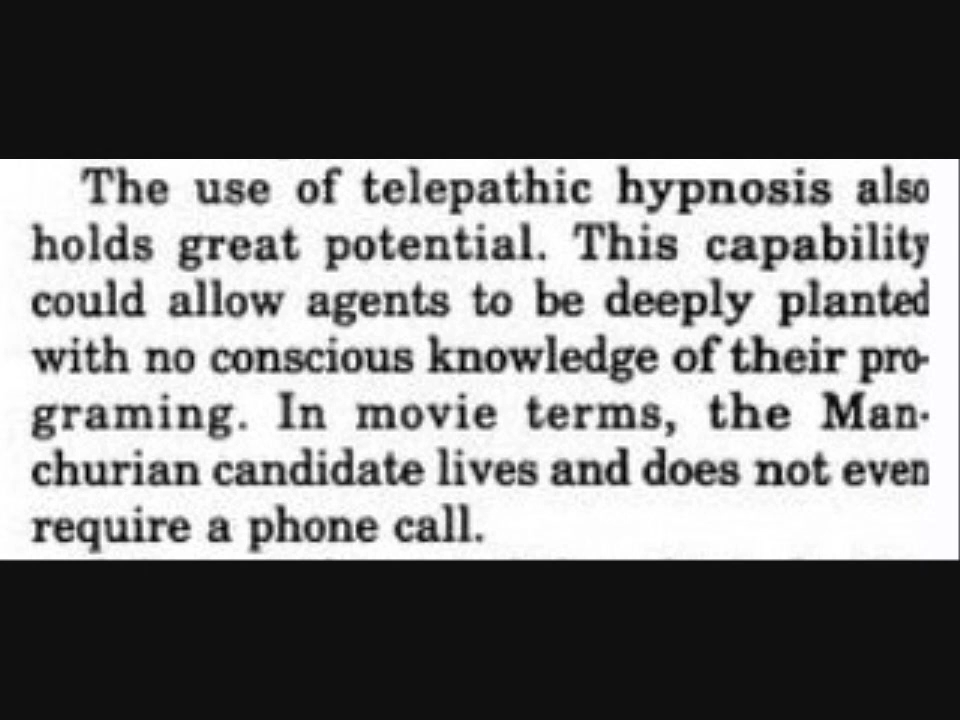 The use of telepathic hypnosis also
holds great potential. This capability
could allow agents to be deeply planted
with no conscious knowledge of their pro-
graming. In movie terms, the Man-
churian candidate lives and does not even
require a phone call.